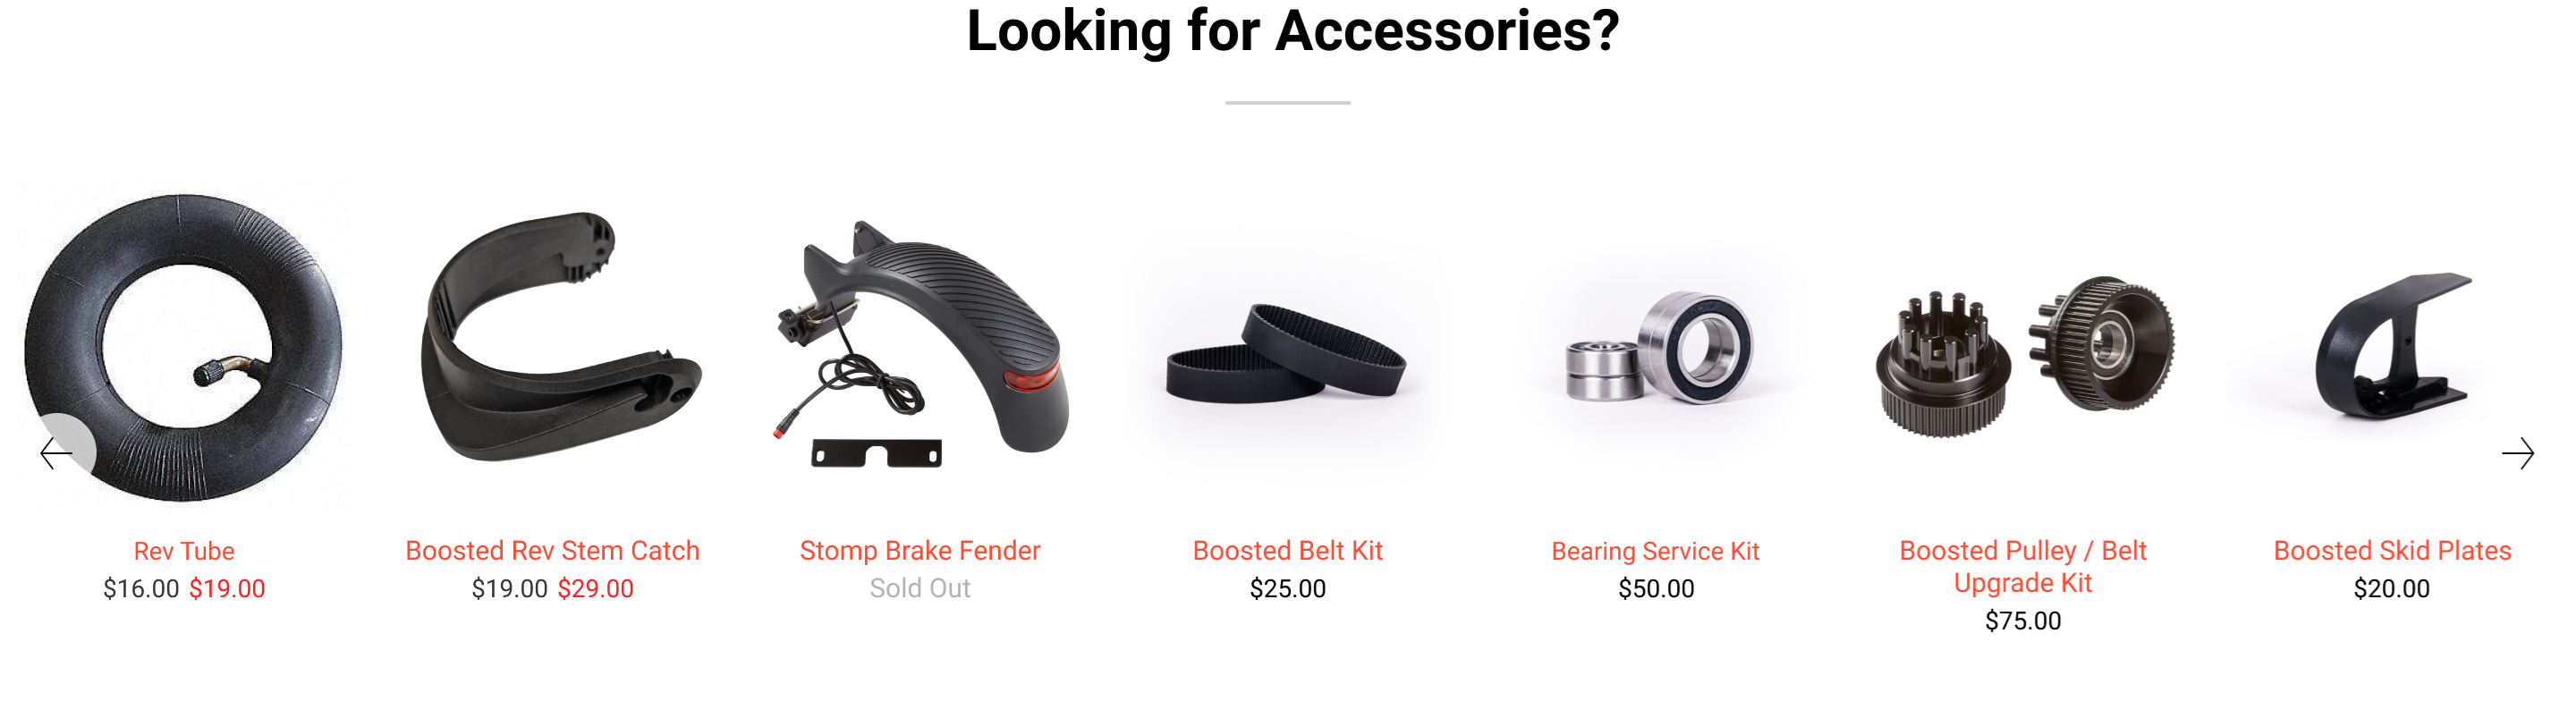 Looking for Accessories?
Rev Tube
$16.00 $19.00
Boosted Rev Stem Catch
$19.00 $29.00
Stomp Brake Fender
Sold Out
Boosted Belt Kit
$25.00
Bearing Service Kit
$50.00
Boosted Pulley / Belt
Upgrade Kit
$75.00
Boosted Skid Plates
$20.00